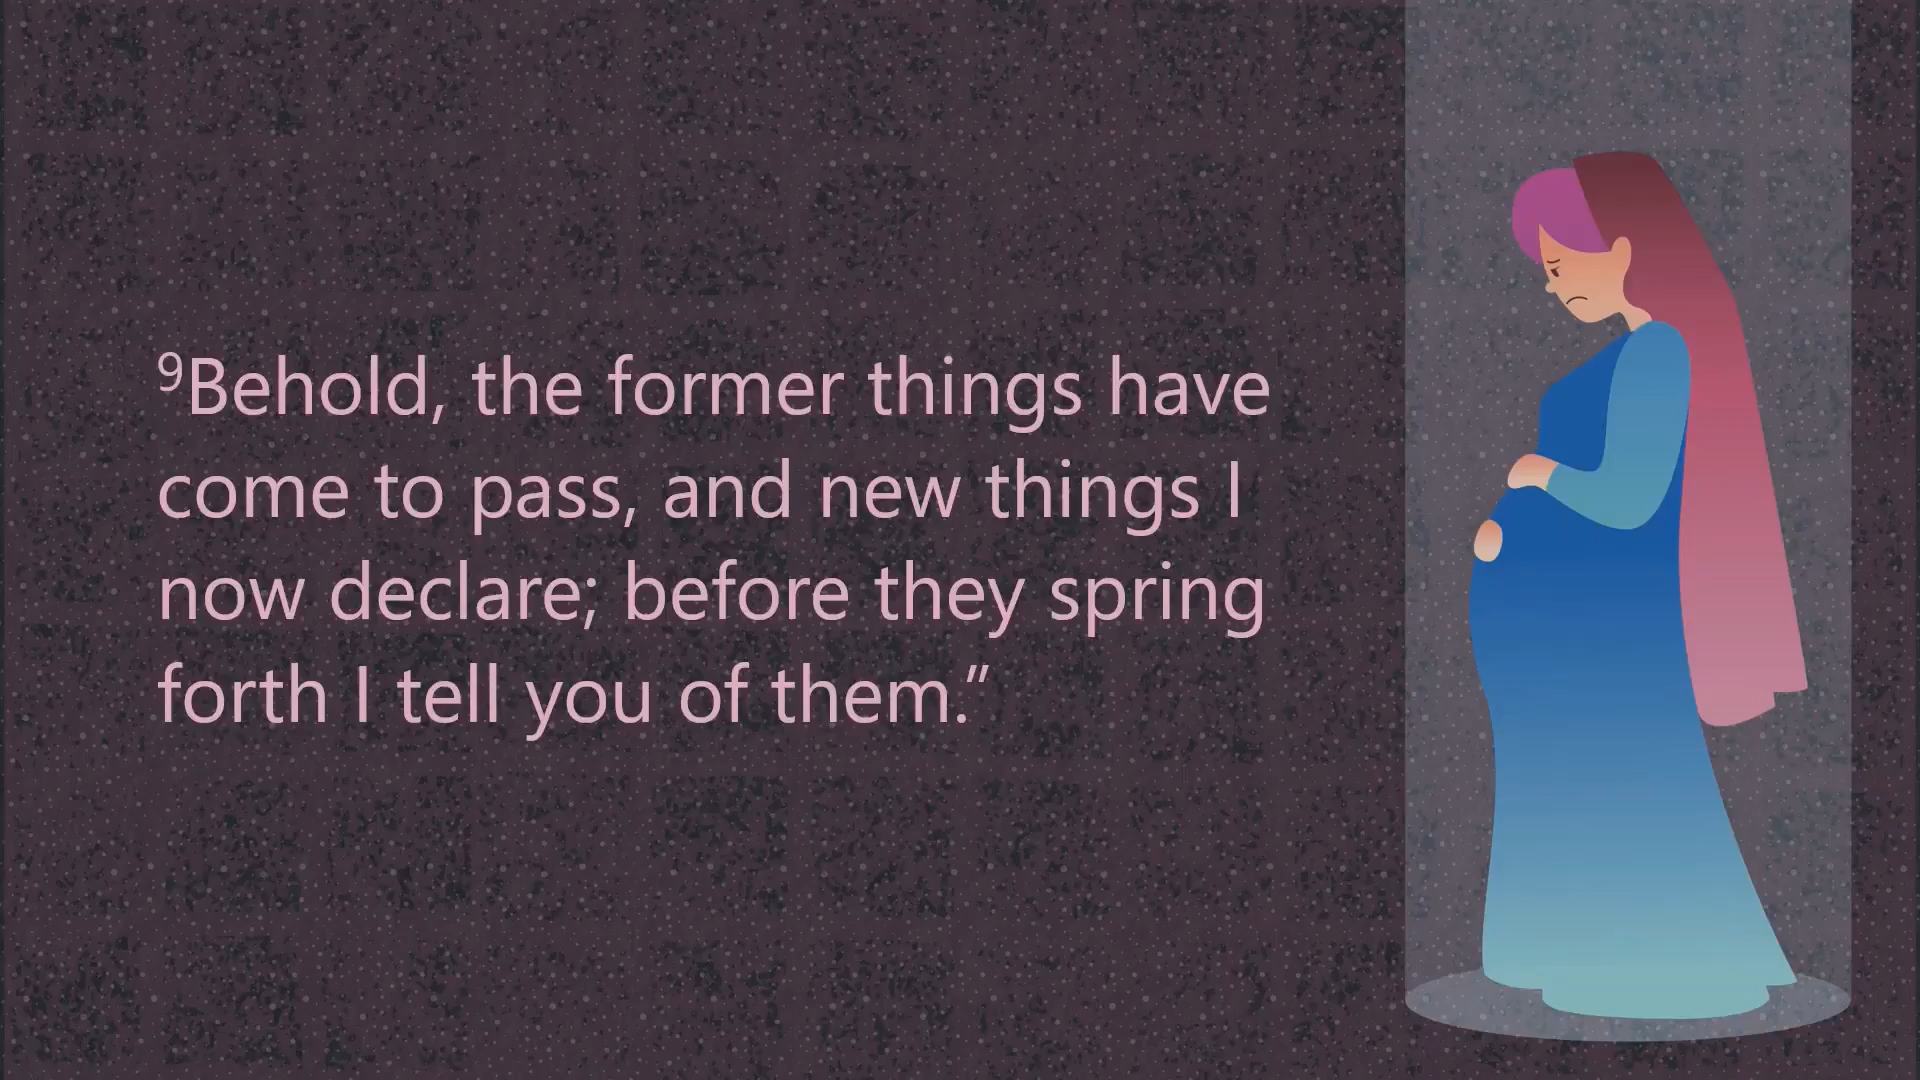 ⁹Behold, the former things have
come to pass, and new things I
now declare; before they spring
forth I tell you of them.”